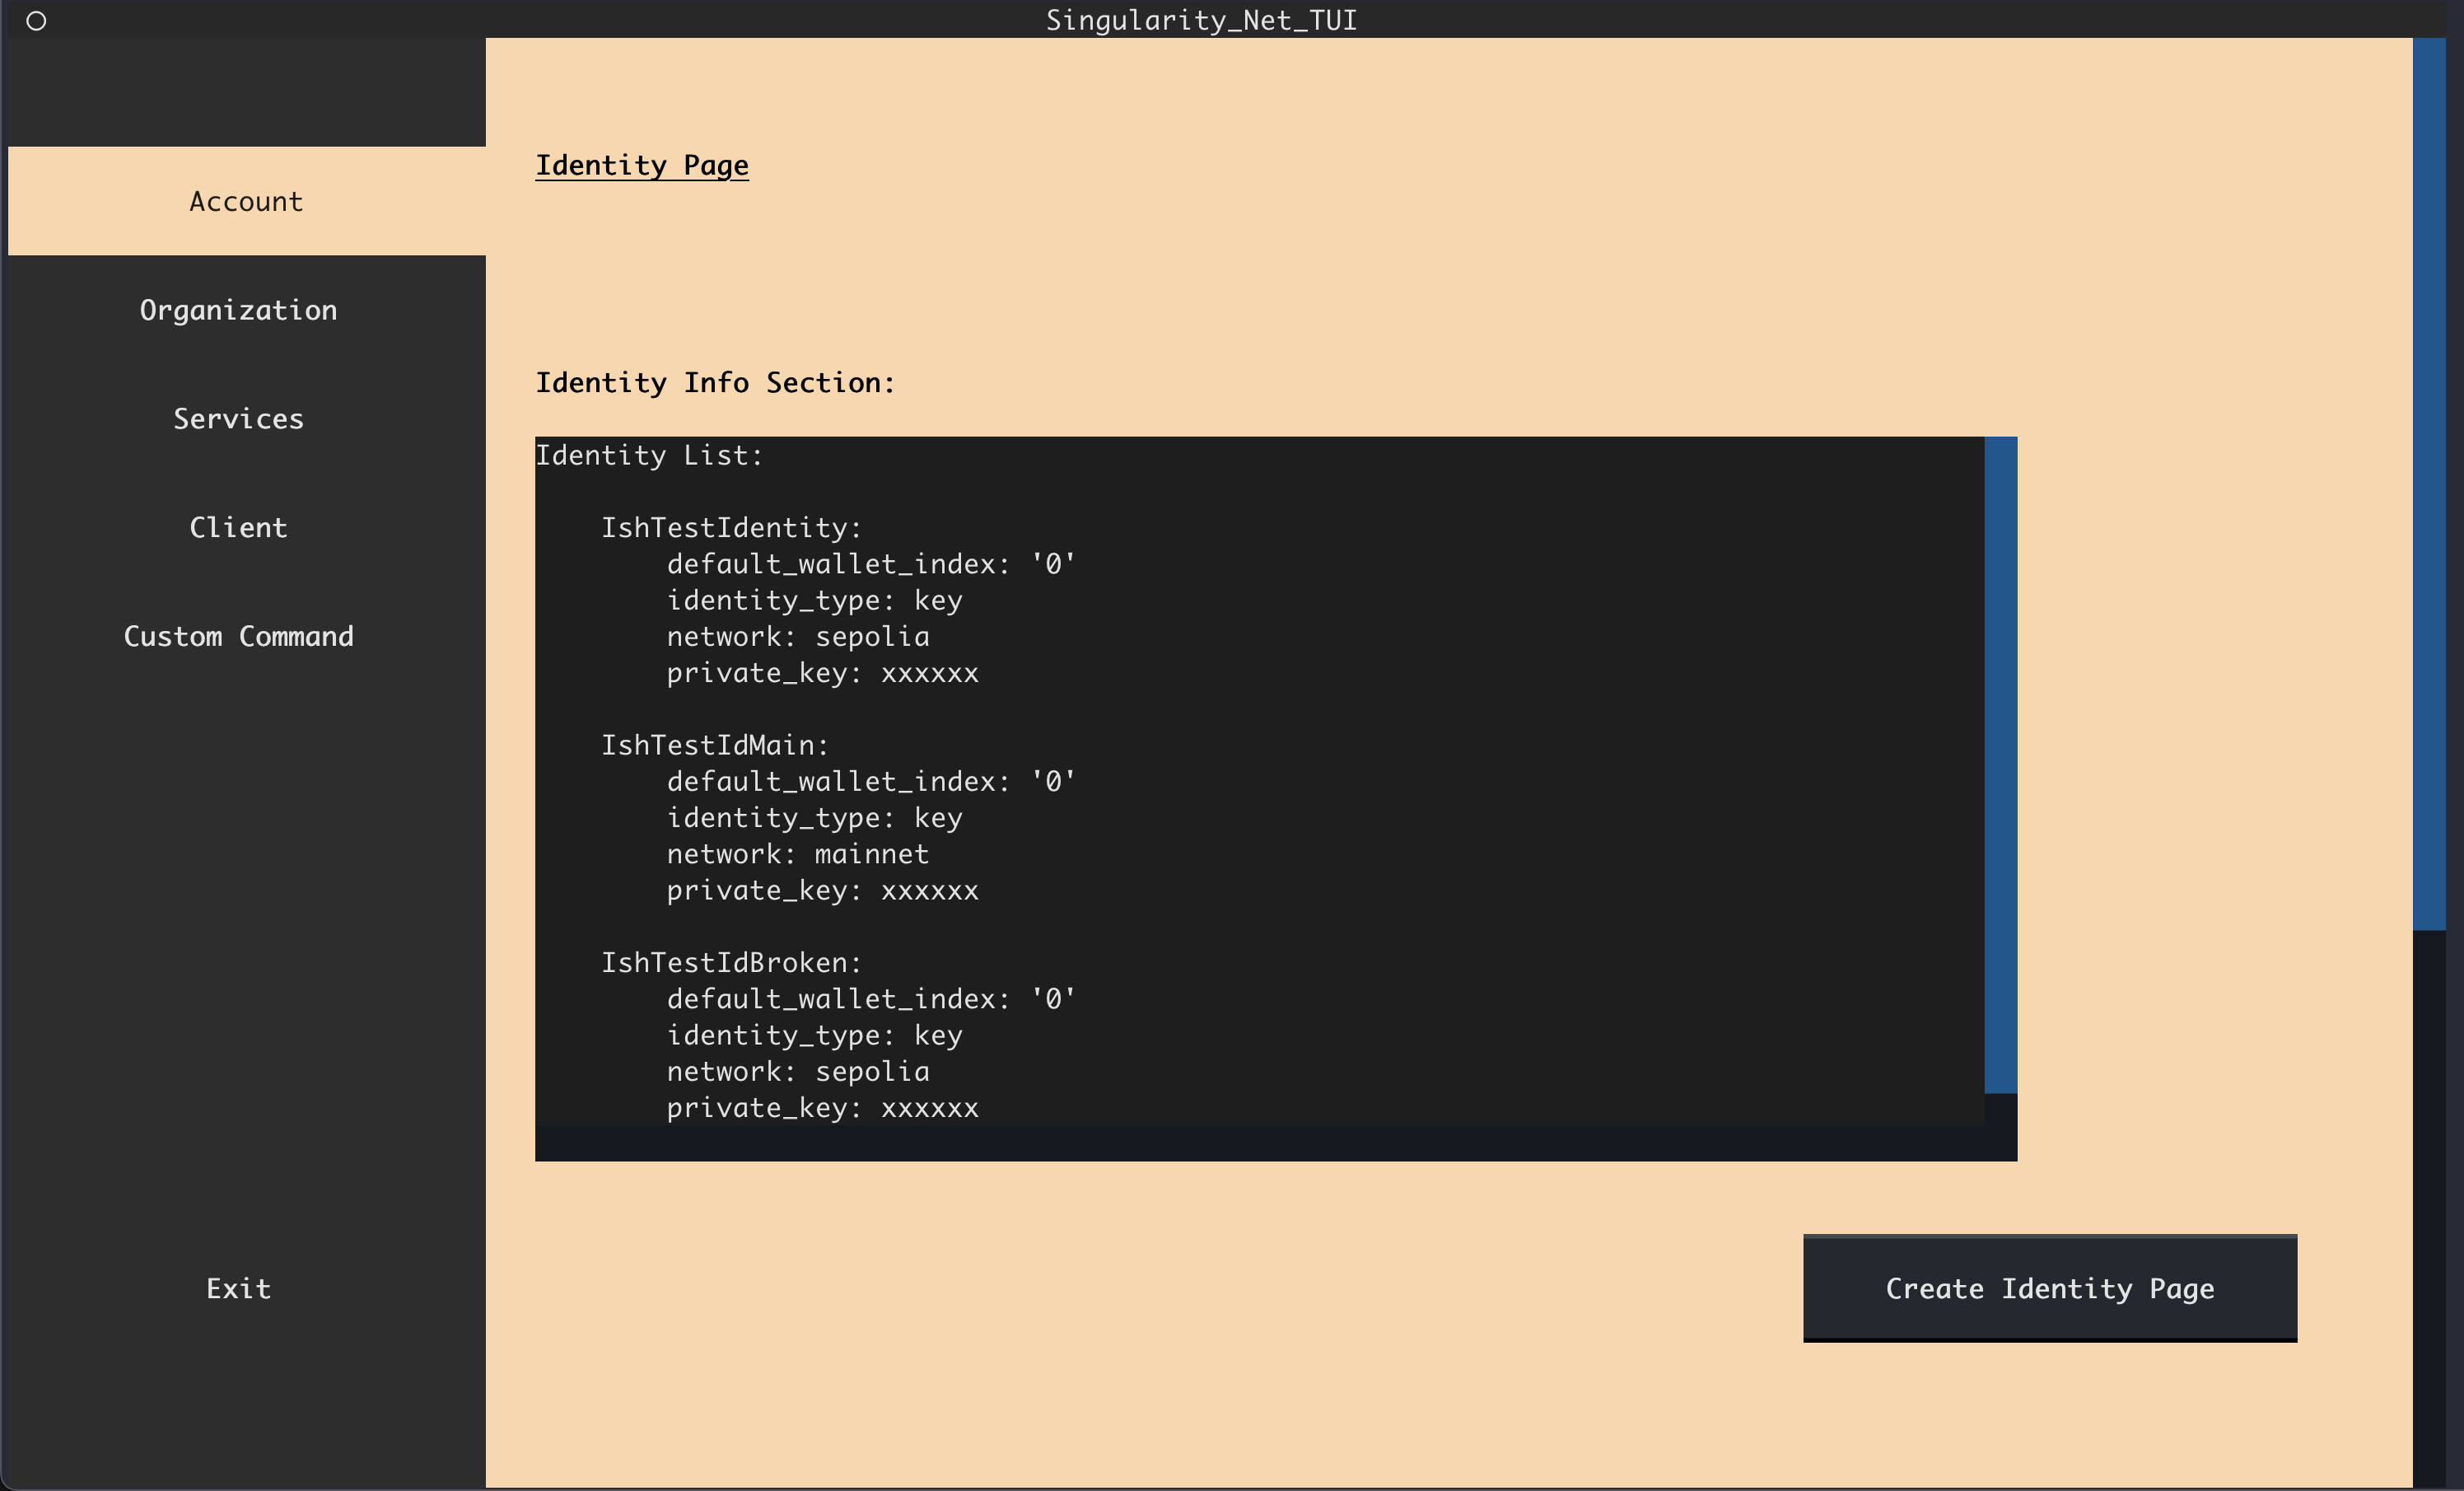 Singularity_Net_TUI
Account
Organization
Services
Client
Custom Command
Exit
Identity Page
Identity Info Section:
Identity List:
IshTestIdentity:
default_wallet_index: '0'
identity_type: key
network: sepolia
private_key: xxxxxx
IshTestIdMain:
default_wallet_index: '0'
identity_type: key
network: mainnet
private_key: xxxxxx
IshTestIdBroken:
default_wallet_index: '0'
identity_type: key
network: sepolia
private_key: xxxxxx
Create Identity Page